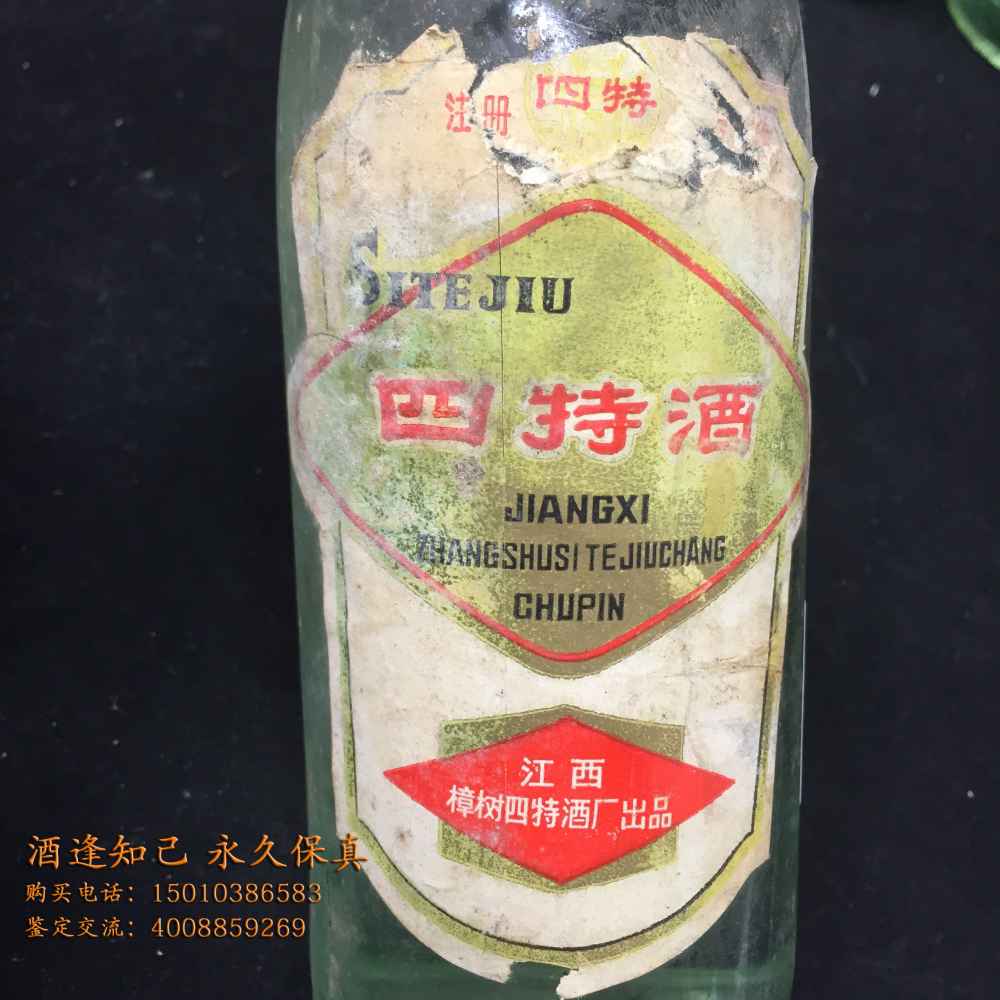 注册 四特
SITEJIU
四特酒
JIANGXI
ZHANGSHUSITEJIUCHANG
CHUPIN
江西
樟树四特酒厂出品
酒逢知己 永久保真
购买电话：15010386583
鉴定交流：4008859269